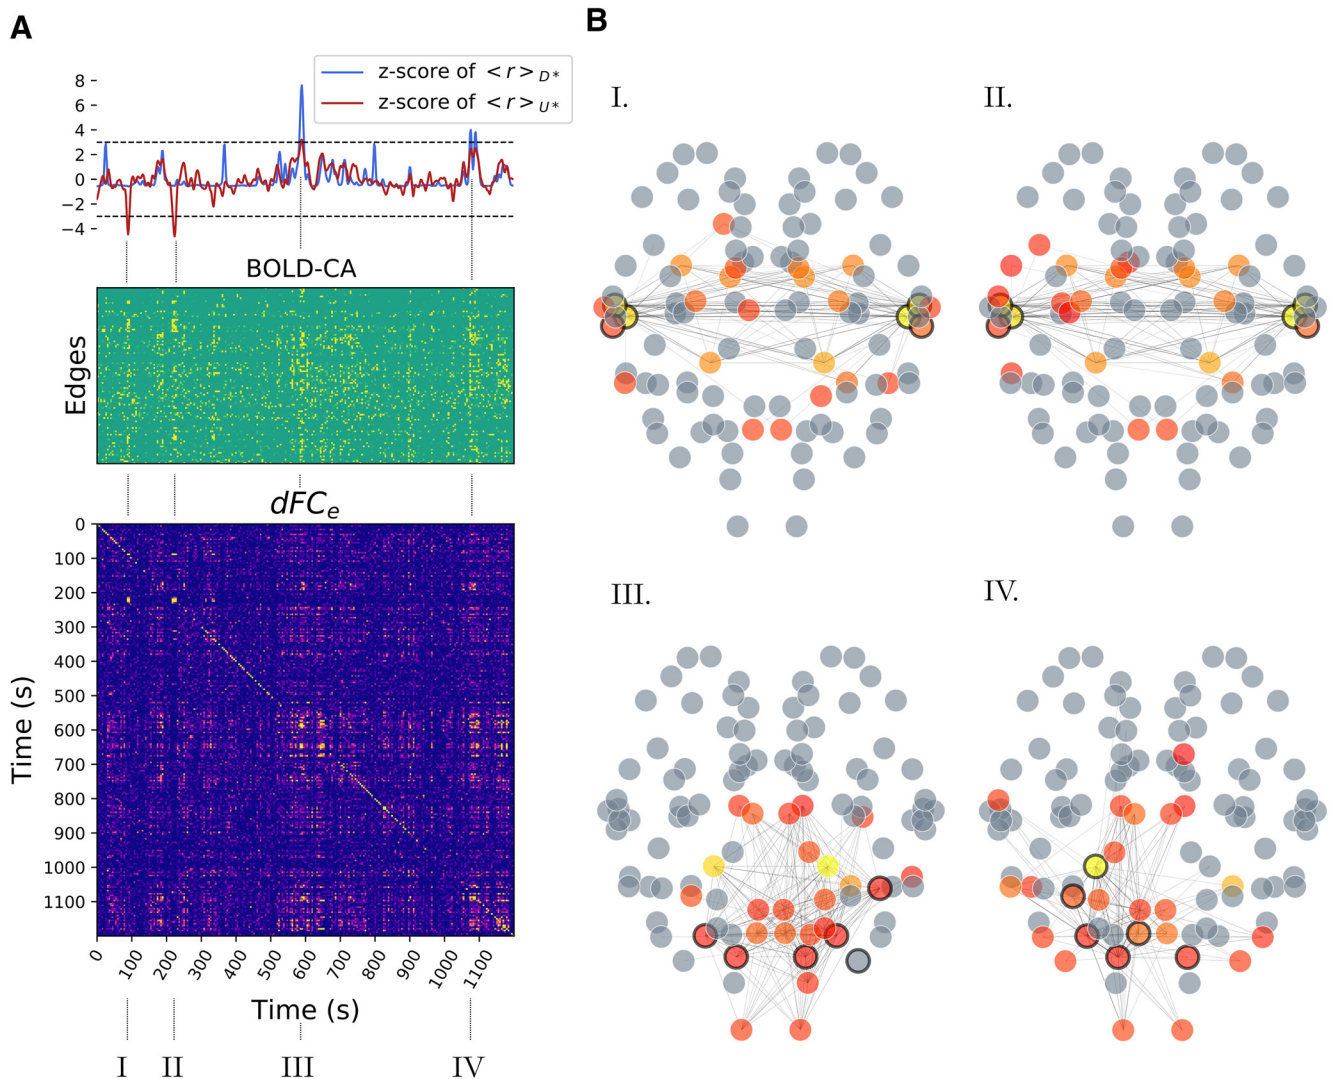 A
B
z-score of < r > D*
z-score of < r > U*
8
6
4
2
0
−2
−4
BOLD-CA
Edges
dFCe
0
100
200
300
400
500
600
700
800
900
1000
1100
Time (s)
0
100
200
300
400
500
600
700
800
900
1000
1100
Time (s)
I
II
III
IV
I.
II.
III.
IV.